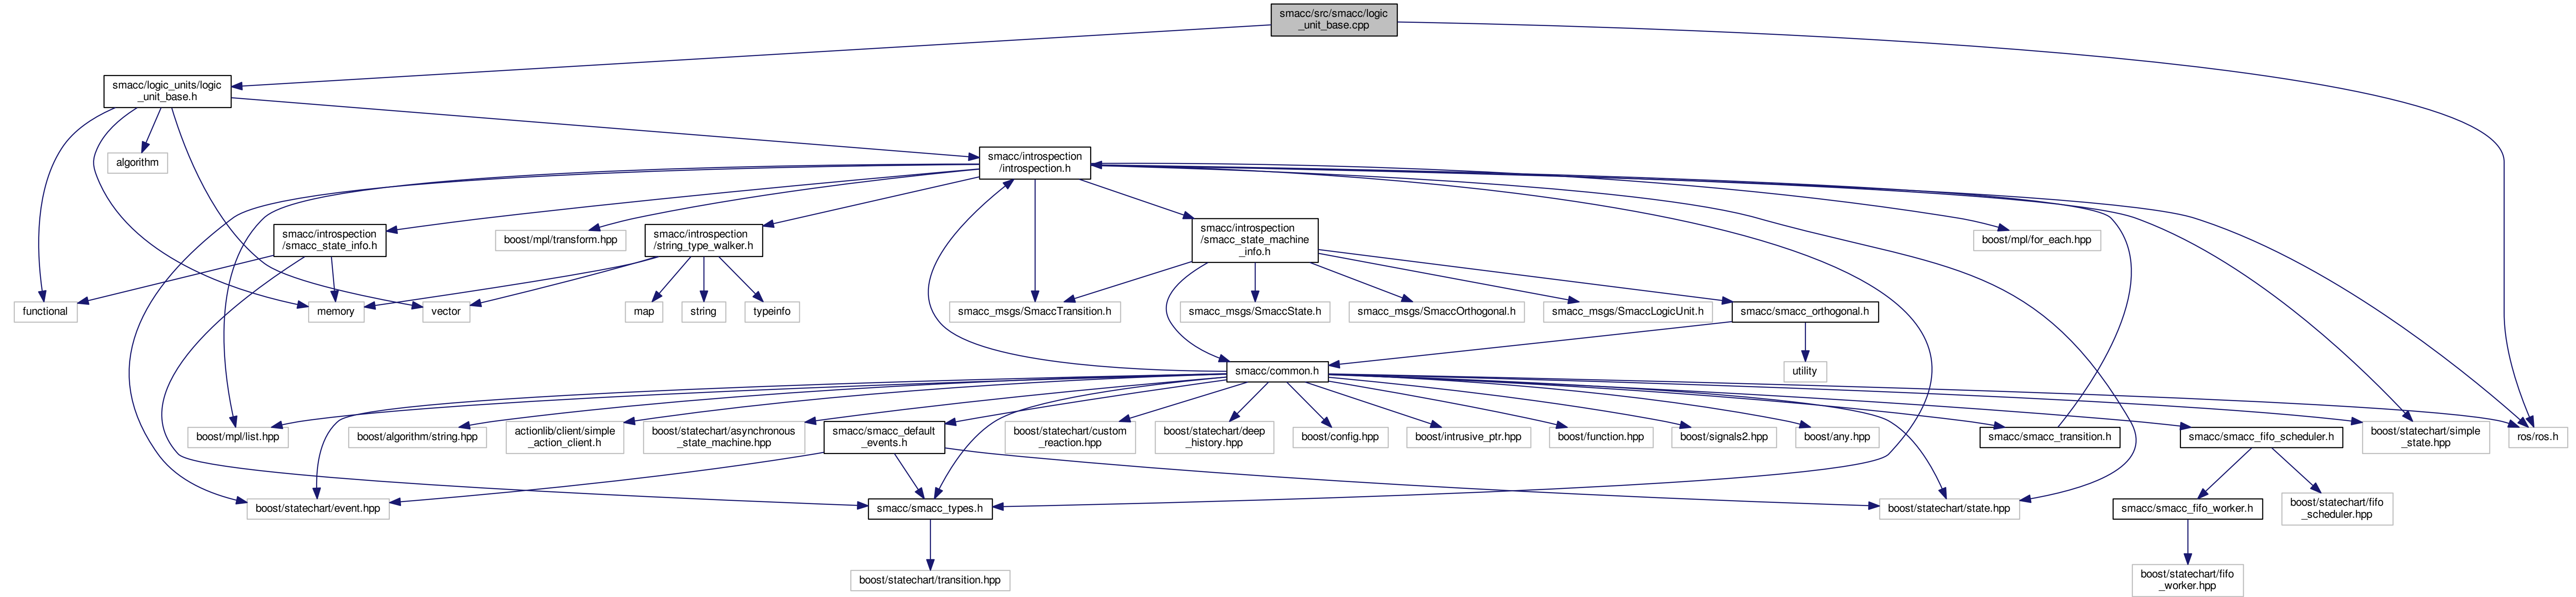 smacc/src/smacc/logic
_unit_base.cpp
smacc/logic_units/logic
_unit_base.h
algorithm
smacc/introspection
/introspection.h
smacc/introspection
/smacc_state_info.h
boost/mpl/transform.hpp
smacc/introspection
/string_type_walker.h
smacc/introspection
/smacc_state_machine
_info.h
boost/mpl/for_each.hpp
functional
memory
vector
map
string
typeinfo
smacc_msgs/SmaccTransition.h
smacc_msgs/SmaccState.h
smacc_msgs/SmaccOrthogonal.h
smacc_msgs/SmaccLogicUnit.h
smacc/smacc_orthogonal.h
smacc/common.h
utility
boost/mpl/list.hpp
boost/algorithm/string.hpp
actionlib/client/simple
_action_client.h
boost/statechart/asynchronous
_state_machine.hpp
smacc/smacc_default
_events.h
boost/statechart/custom
_reaction.hpp
boost/statechart/deep
_history.hpp
boost/config.hpp
boost/intrusive_ptr.hpp
boost/function.hpp
boost/signals2.hpp
boost/any.hpp
smacc/smacc_transition.h
smacc/smacc_fifo_scheduler.h
boost/statechart/simple
_state.hpp
ros/ros.h
boost/statechart/event.hpp
smacc/smacc_types.h
boost/statechart/state.hpp
smacc/smacc_fifo_worker.h
boost/statechart/fifo
_scheduler.hpp
boost/statechart/transition.hpp
boost/statechart/fifo
_worker.hpp